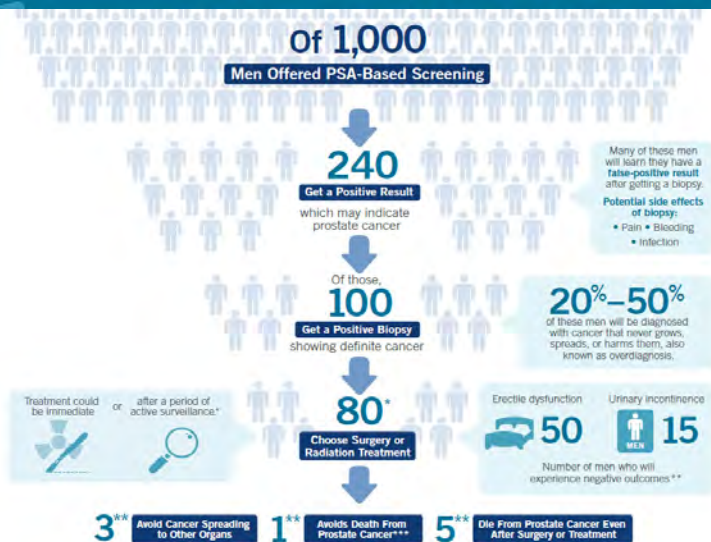 Of 1,000
Men Offered PSA-Based Screening
240
Get a Positive Result
which may indicate
prostate cancer
Many of these men
will learn they have a
false-positive result
after getting a biopsy.
Potential side effects
of biopsy:
• Pain • Bleeding
• Infection
Of those,
100
Get a Positive Biopsy
showing definite cancer
20%–50%
of these men will be diagnosed
with cancer that never grows,
spreads, or harms them, also
known as overdiagnosis.
Treatment could
be immediate
or
after a period of
active surveillance.*
80*
Choose Surgery or
Radiation Treatment
Erectile dysfunction
50
Urinary incontinence
MEN
15
Number of men who will
experience negative outcomes**
3**
Avoid Cancer Spreading
to Other Organs
1**
Avoids Death From
Prostate Cancer***
5**
Die From Prostate Cancer Even
After Surgery or Treatment